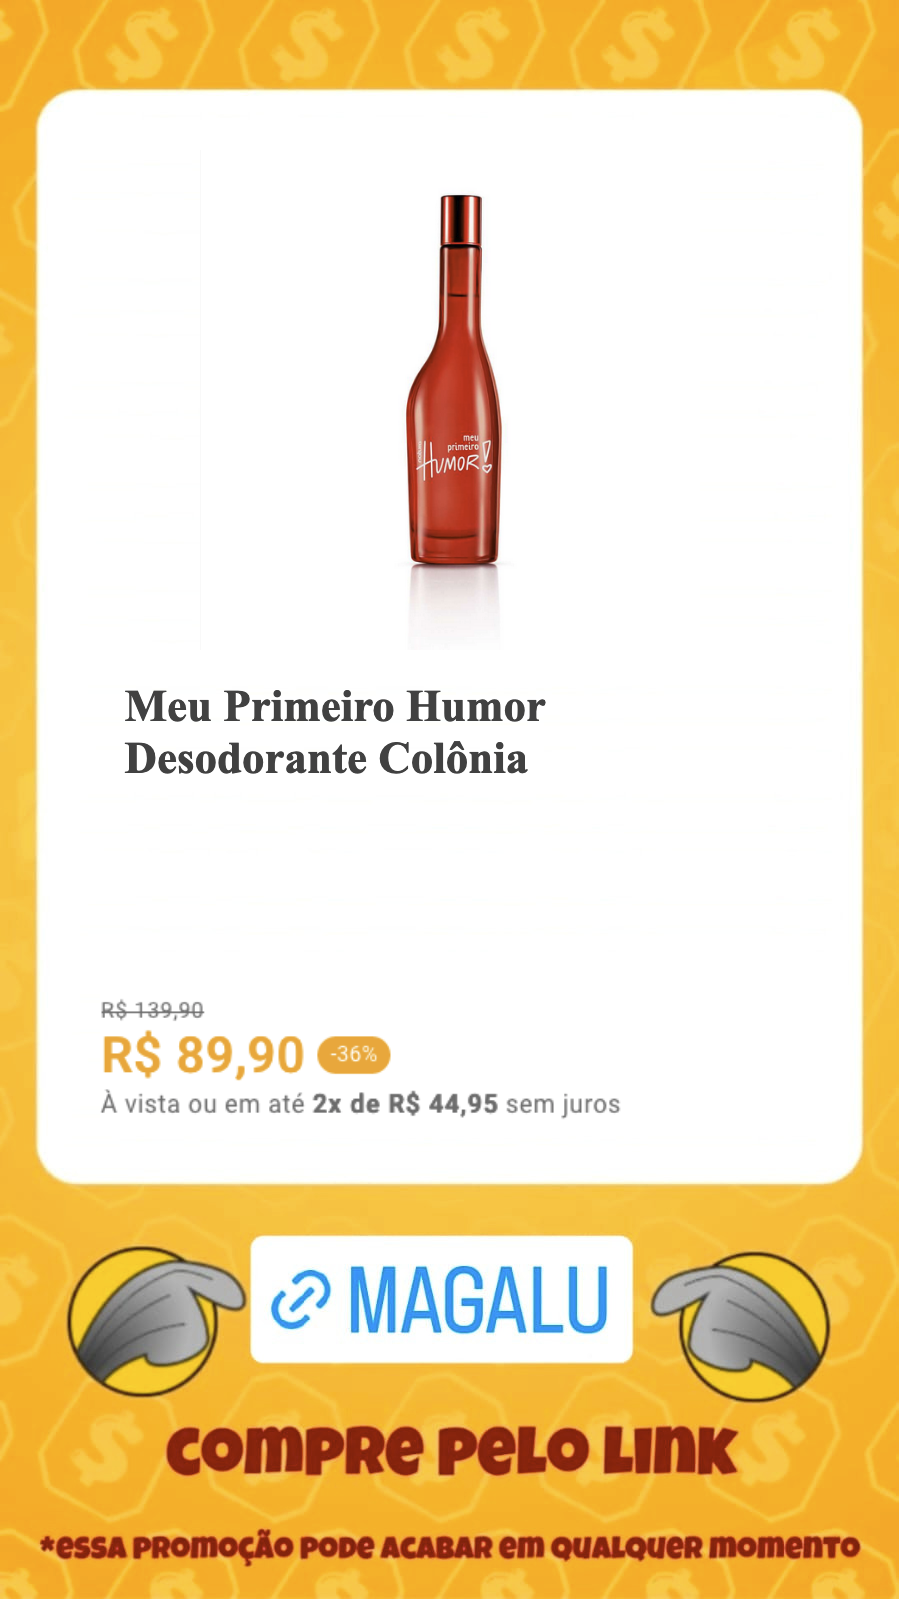 meu
primeiro
HUMOR!
Meu Primeiro Humor
Desodorante Colônia
R$ 139,90
R$ 89,90 -36%
À vista ou em até 2x de R$ 44,95 sem juros
MAGALU
COMPRE PELO LINK
*ESSA PROMOÇÃO PODE ACABAR EM QUALQUER MOMENTO